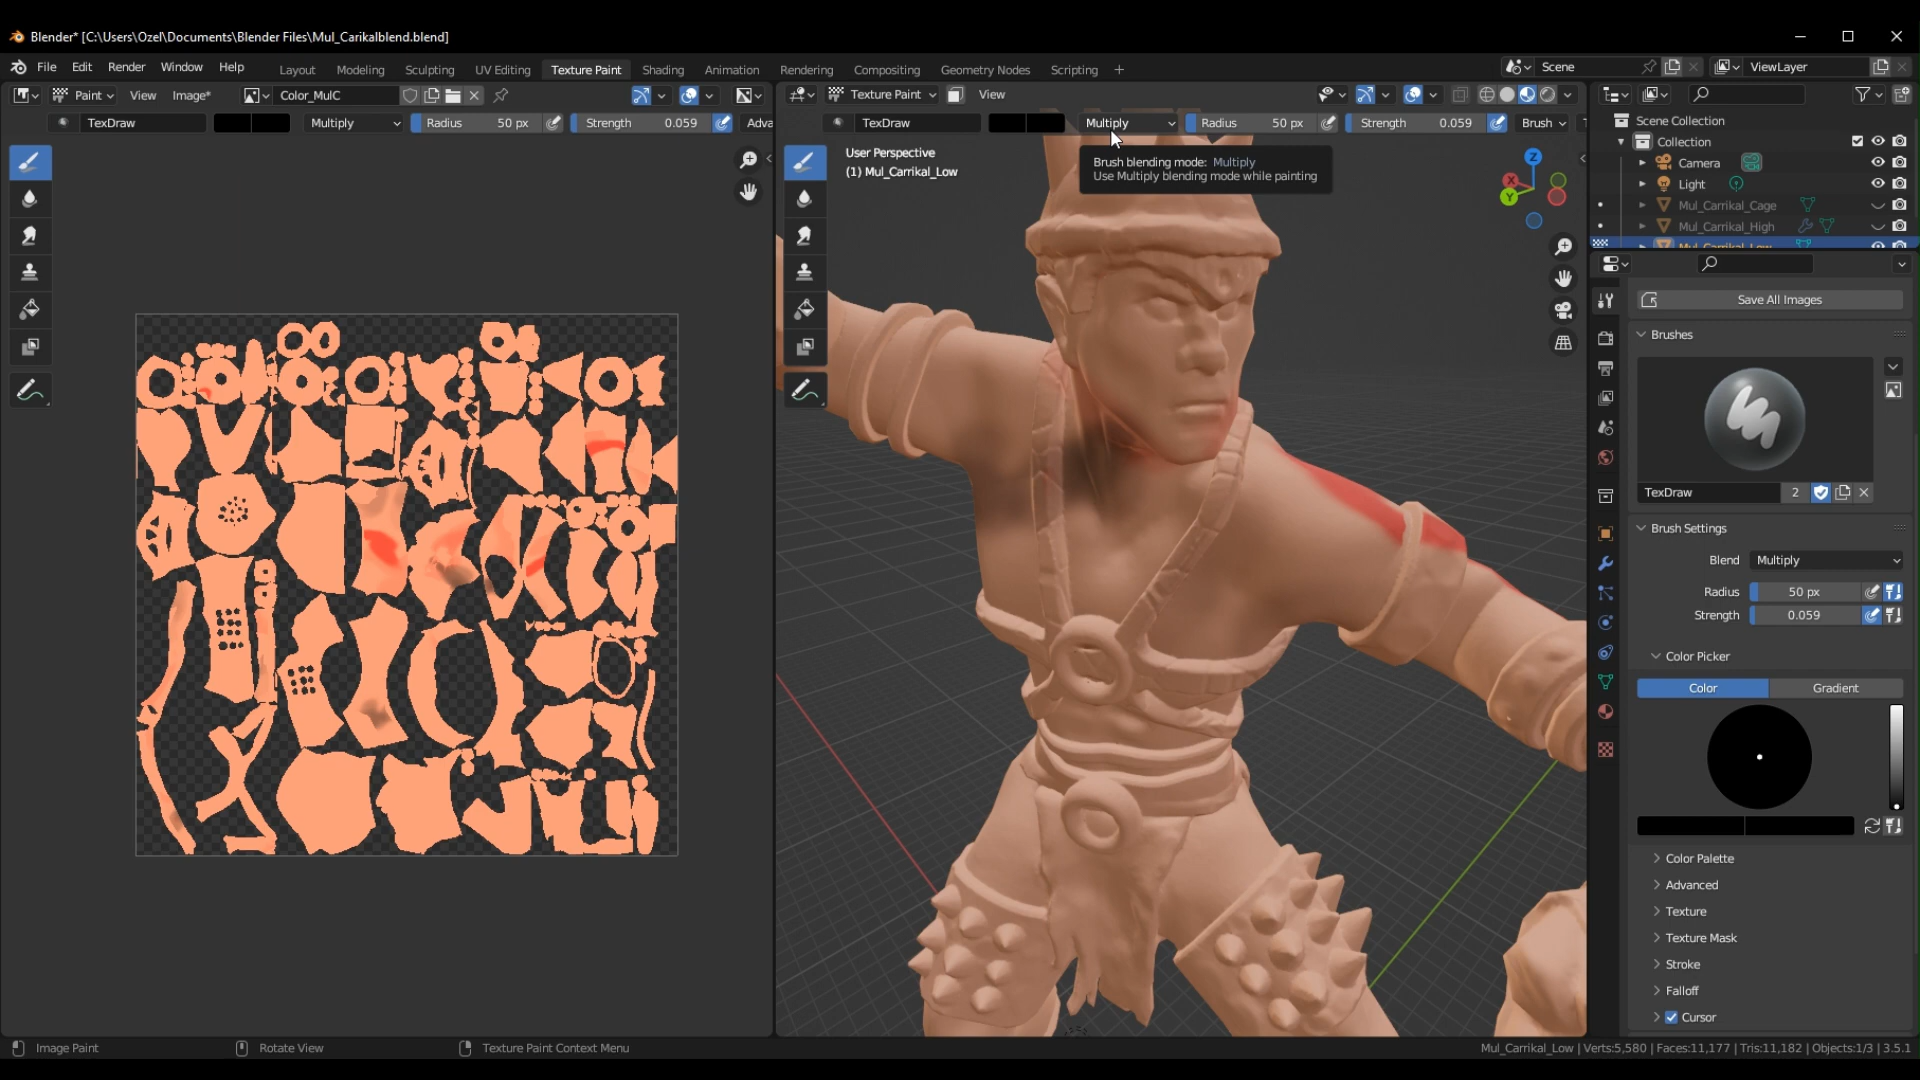 Blender* [C:\Users\Ozel\Documents\Blender Files\Mul_Carikalblend.blend]
File Edit Render Window Help Layout Modeling Sculpting UV Editing Texture Paint Shading Animation Rendering Compositing Geometry Nodes Scripting + Scene ViewLayer
Paint View Image* Color_MulC Texture Paint View
TexDraw Multiply Radius 50 px Strength 0.059 Adva TexDraw Multiply Radius 50 px Strength 0.059 Brush
User Perspective
(1) Mul_Carrikal_Low
Brush blending mode: Multiply
Use Multiply blending mode while painting
Z
X
Y
Scene Collection
Collection
Camera
Light
Mul_Carrikal_Cage
Mul_Carrikal_High
Mul_Carrikal_Low
Save All Images
Brushes
TexDraw 2
Brush Settings
Blend Multiply
Radius 50 px
Strength 0.059
Color Picker
Color Gradient
Color Palette
Advanced
Texture
Texture Mask
Stroke
Falloff
Cursor
Image Paint Rotate View Texture Paint Context Menu Mul_Carrikal_Low | Verts:5,580 | Faces:11,177 | Tris:11,182 | Objects:1/3 | 3.5.1